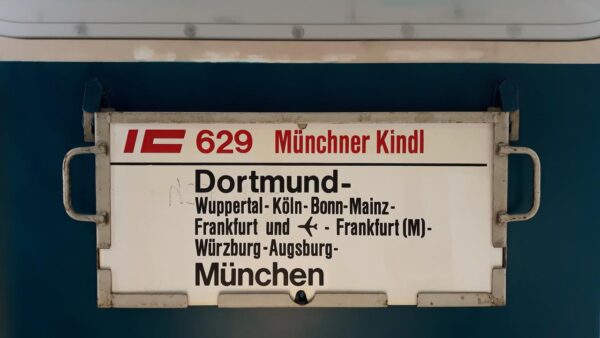 IC 629 Münchner Kindl
Dortmund-
Wuppertal-Köln-Bonn-Mainz-
Frankfurt und ✈ - Frankfurt (M)-
Würzburg-Augsburg-
München